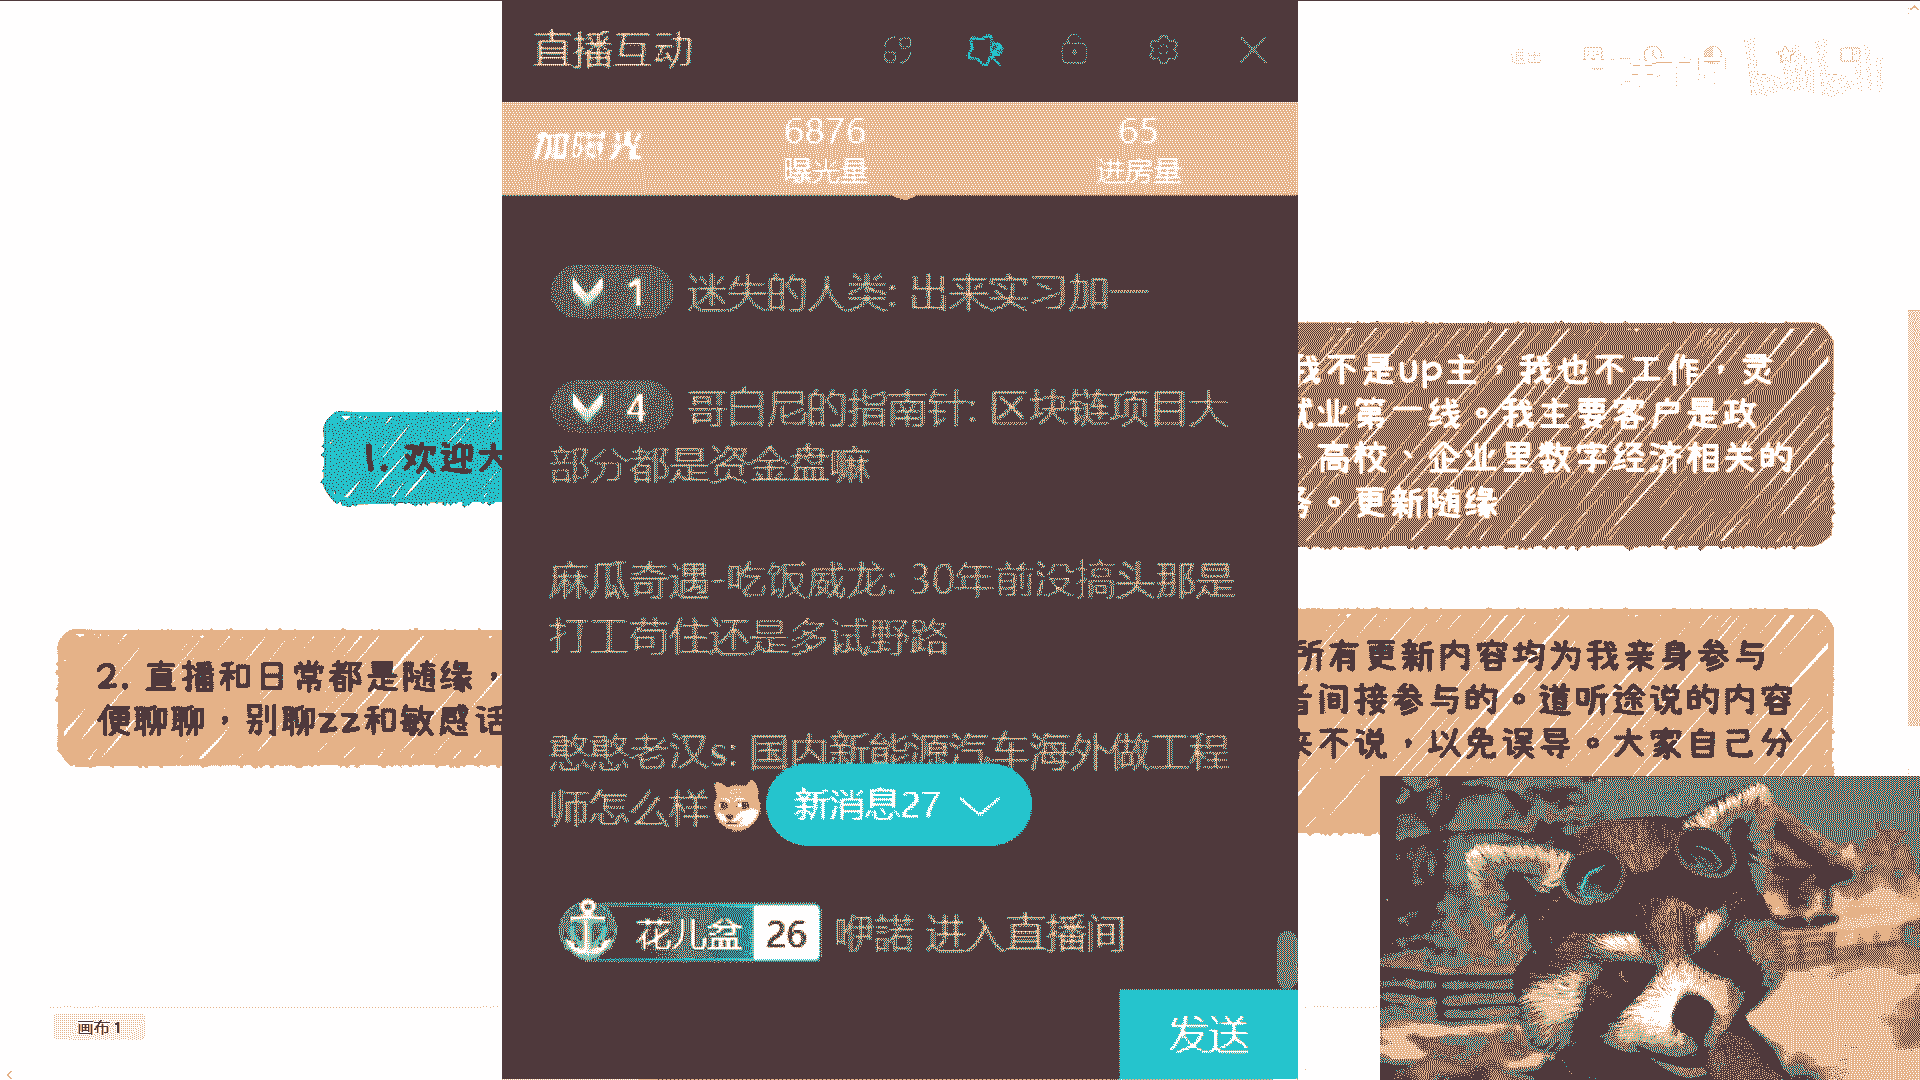 直播互动
加曝光
6876
65
曝光量
进房量
1 迷失的人类: 出来实习加一
4 哥白尼的指南针: 区块链项目大
部分都是资金盘嘛
麻瓜奇遇-吃饭威龙: 30年前没搞头那是
打工苟住还是多试野路
憨憨老汉s: 国内新能源汽车海外做工程
师怎么样
新消息27
花儿盆 26 咿諾 进入直播间
发送
1. 欢迎大
2. 直播和日常都是随缘，
便聊聊，别聊zz和敏感话
我不是up主，我也不工作，灵
就业第一线。我主要客户是政
高校、企业里数字经济相关的
务。更新随缘
所有更新内容均为我亲身参与
者间接参与的。道听途说的内容
来不说，以免误导。大家自己分
画布 1